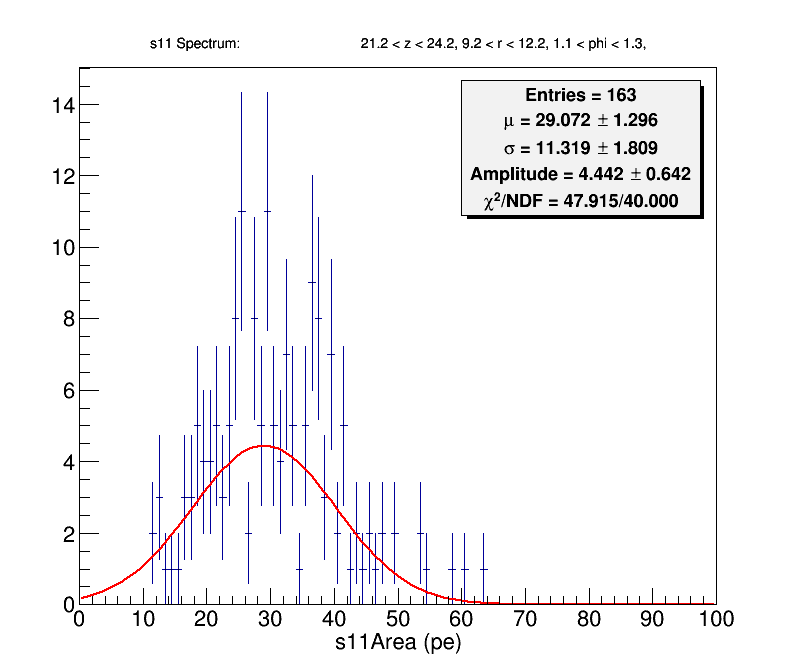 s11 Spectrum: 21.2 < z < 24.2, 9.2 < r < 12.2, 1.1 < phi < 1.3,
Entries = 163
μ = 29.072 ± 1.296
σ = 11.319 ± 1.809
Amplitude = 4.442 ± 0.642
χ²/NDF = 47.915/40.000
14
12
10
8
6
4
2
0
0 10 20 30 40 50 60 70 80 90 100
s11Area (pe)